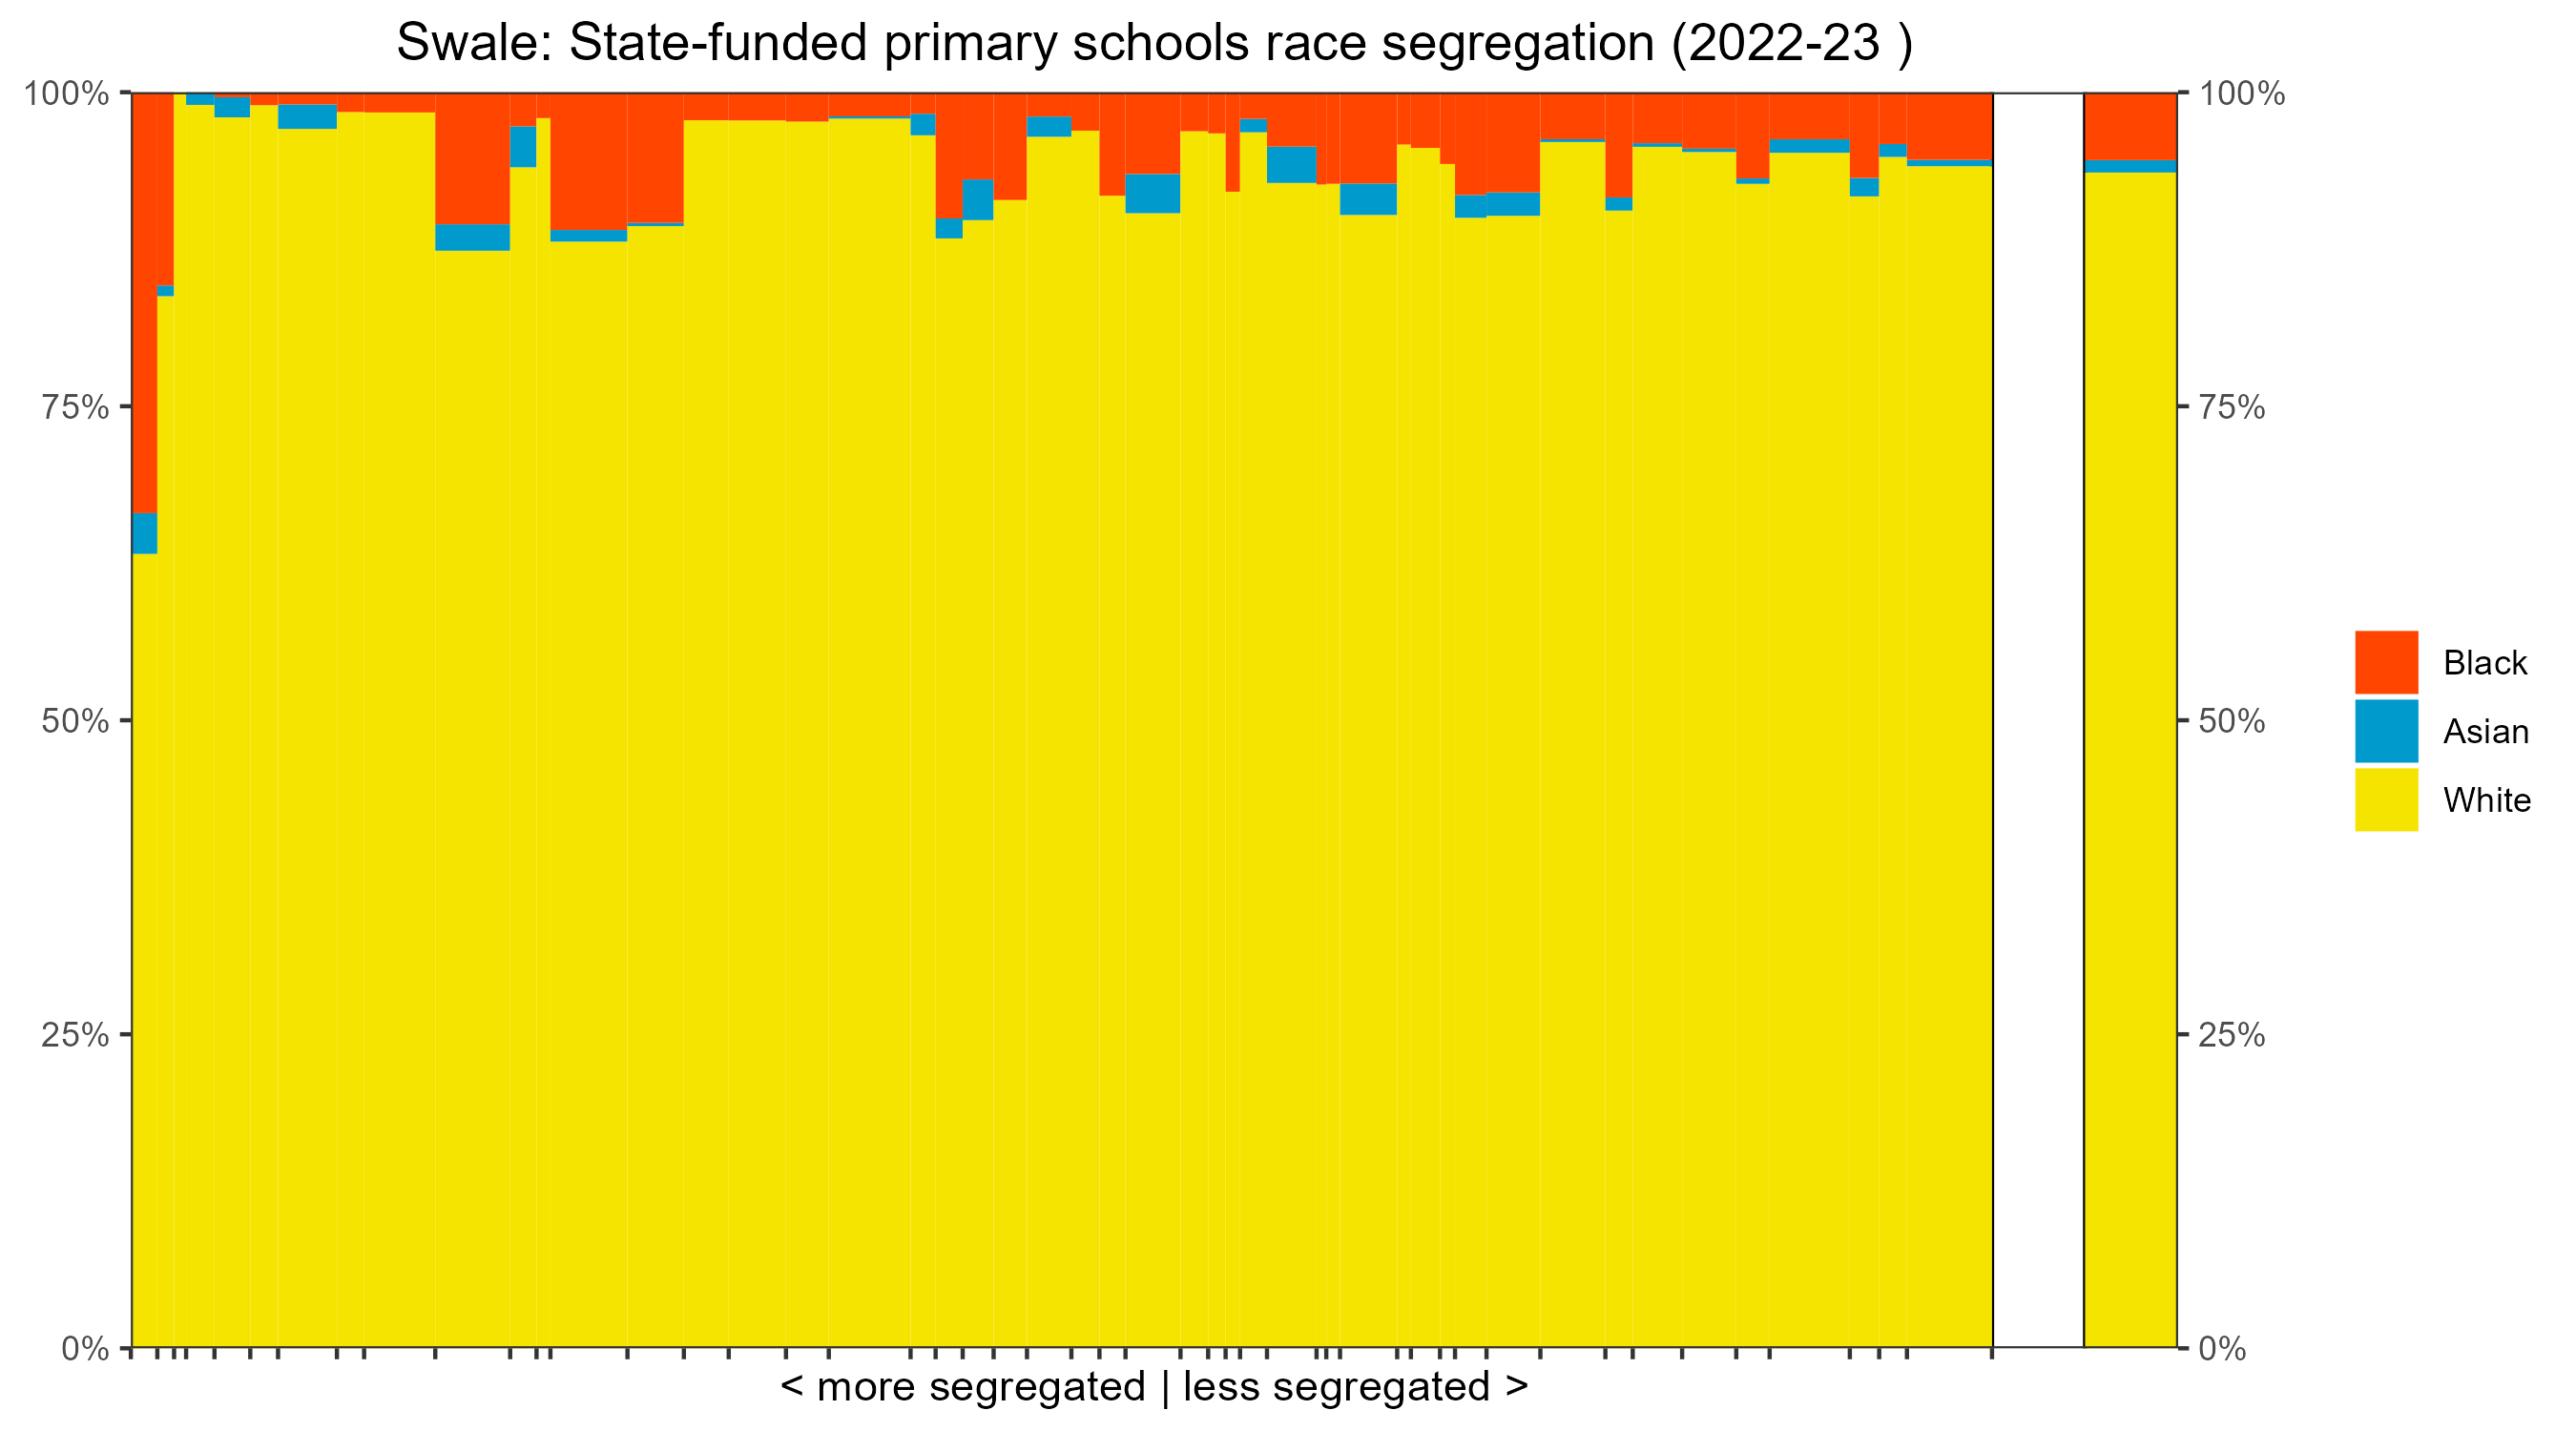 Swale: State-funded primary schools race segregation (2022-23 )
100%
75%
50%
25%
0%
100%
75%
50%
25%
0%
Black
Asian
White
< more segregated | less segregated >